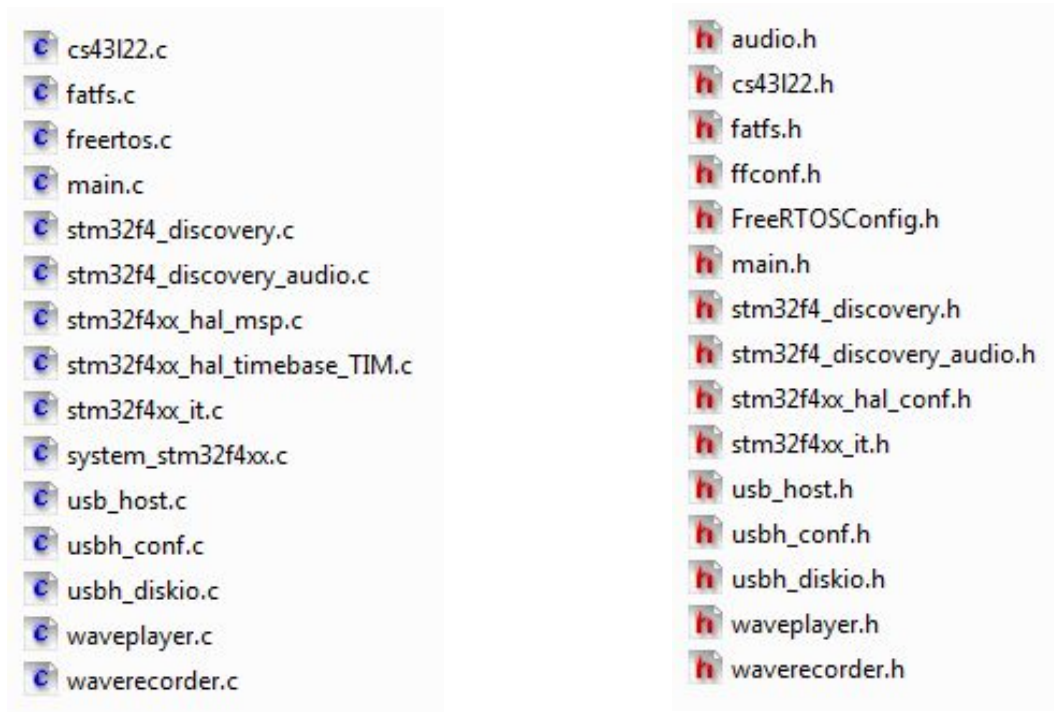 cs43l22.c
fatfs.c
freertos.c
main.c
stm32f4_discovery.c
stm32f4_discovery_audio.c
stm32f4xx_hal_msp.c
stm32f4xx_hal_timebase_TIM.c
stm32f4xx_it.c
system_stm32f4xx.c
usb_host.c
usbh_conf.c
usbh_diskio.c
waveplayer.c
waverecorder.c
audio.h
cs43l22.h
fatfs.h
ffconf.h
FreeRTOSConfig.h
main.h
stm32f4_discovery.h
stm32f4_discovery_audio.h
stm32f4xx_hal_conf.h
stm32f4xx_it.h
usb_host.h
usbh_conf.h
usbh_diskio.h
waveplayer.h
waverecorder.h